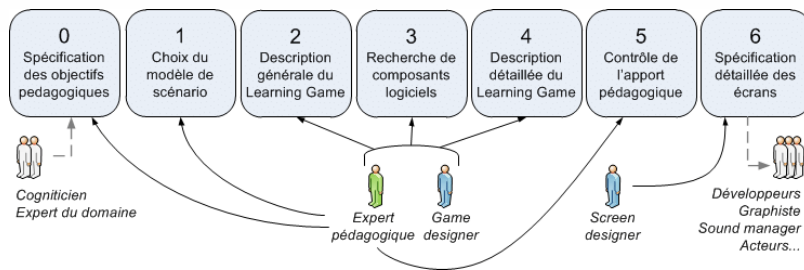 0
Spécification
des objectifs
pedagogiques
1
Choix du
modèle de
scénario
2
Description
générale du
Learning Game
3
Recherche de
composants
logiciels
4
Description
détaillée du
Learning Game
5
Contrôle de
l'apport
pédagogique
6
Spécification
détaillée des
écrans
Cogniticien
Expert du domaine
Expert
pédagogique
Game
designer
Screen
designer
Développeurs
Graphiste
Sound manager
Acteurs...